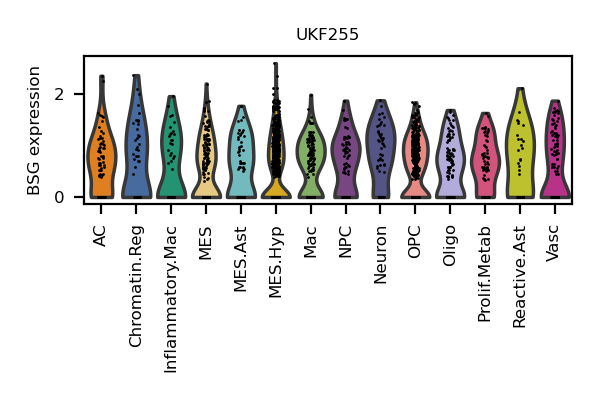 UKF255
BSG expression
2
0
AC
Chromatin.Reg
Inflammatory.Mac
MES
MES.Ast
MES.Hyp
Mac
NPC
Neuron
OPC
Oligo
Prolif.Metab
Reactive.Ast
Vasc